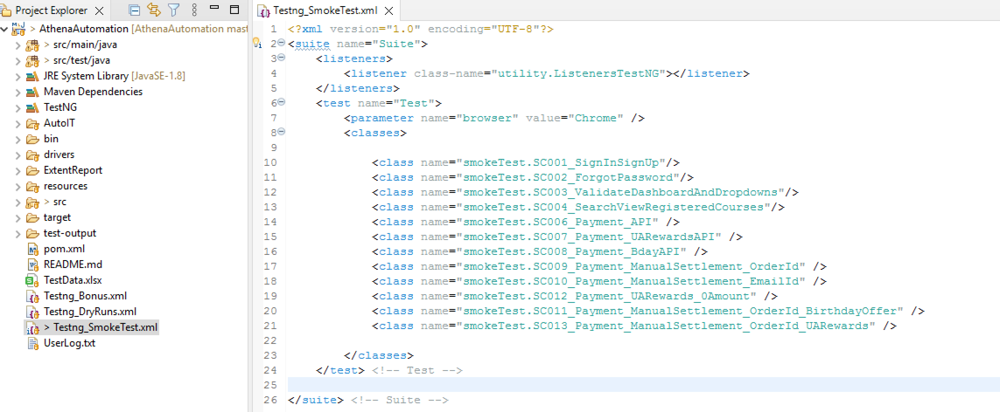 Project Explorer
> AthenaAutomation [AthenaAutomation mast
> src/main/java
> src/test/java
JRE System Library [JavaSE-1.8]
Maven Dependencies
TestNG
AutoIT
bin
drivers
ExtentReport
resources
> src
target
test-output
pom.xml
README.md
TestData.xlsx
Testng_Bonus.xml
Testng_DryRuns.xml
> Testng_SmokeTest.xml
UserLog.txt
Testng_SmokeTest.xml
1 <?xml version="1.0" encoding="UTF-8"?>
2 <suite name="Suite">
3 <listeners>
4 <listener class-name="utility.ListenersTestNG"></listener>
5 </listeners>
6 <test name="Test">
7 <parameter name="browser" value="Chrome" />
8 <classes>
9
10 <class name="smokeTest.SC001_SignInSignUp"/>
11 <class name="smokeTest.SC002_ForgotPassword"/>
12 <class name="smokeTest.SC003_ValidateDashboardAndDropdowns"/>
13 <class name="smokeTest.SC004_SearchViewRegisteredCourses"/>
14 <class name="smokeTest.SC006_Payment_API" />
15 <class name="smokeTest.SC007_Payment_UARewardsAPI" />
16 <class name="smokeTest.SC008_Payment_BdayAPI" />
17 <class name="smokeTest.SC009_Payment_ManualSettlement_OrderId" />
18 <class name="smokeTest.SC010_Payment_ManualSettlement_EmailId" />
19 <class name="smokeTest.SC012_Payment_UARewards_0Amount" />
20 <class name="smokeTest.SC011_Payment_ManualSettlement_OrderId_BirthdayOffer" />
21 <class name="smokeTest.SC013_Payment_ManualSettlement_OrderId_UARewards" />
22
23 </classes>
24 </test> <!-- Test -->
25
26 </suite> <!-- Suite -->